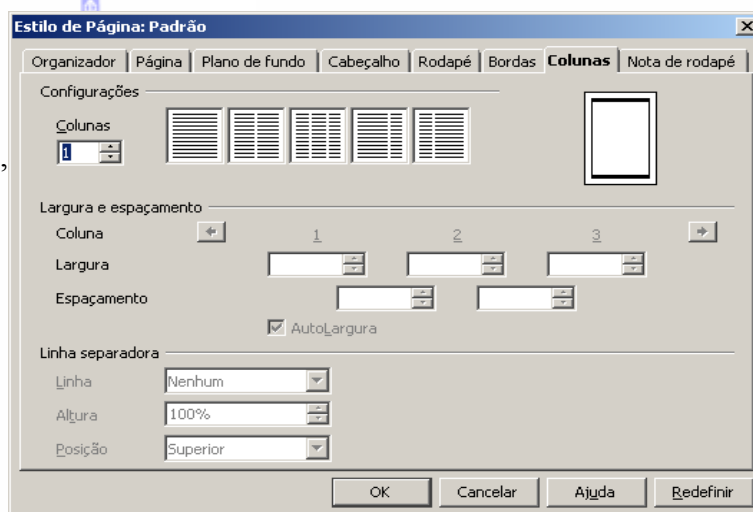 Estilo de Página: Padrão
Organizador Página Plano de fundo Cabeçalho Rodapé Bordas Colunas Nota de rodapé
Configurações
Colunas
1
,
Largura e espaçamento
Coluna 1 2 3
Largura
Espaçamento
AutoLargura
Linha separadora
Linha Nenhum
Altura 100%
Posição Superior
OK Cancelar Ajuda Redefinir